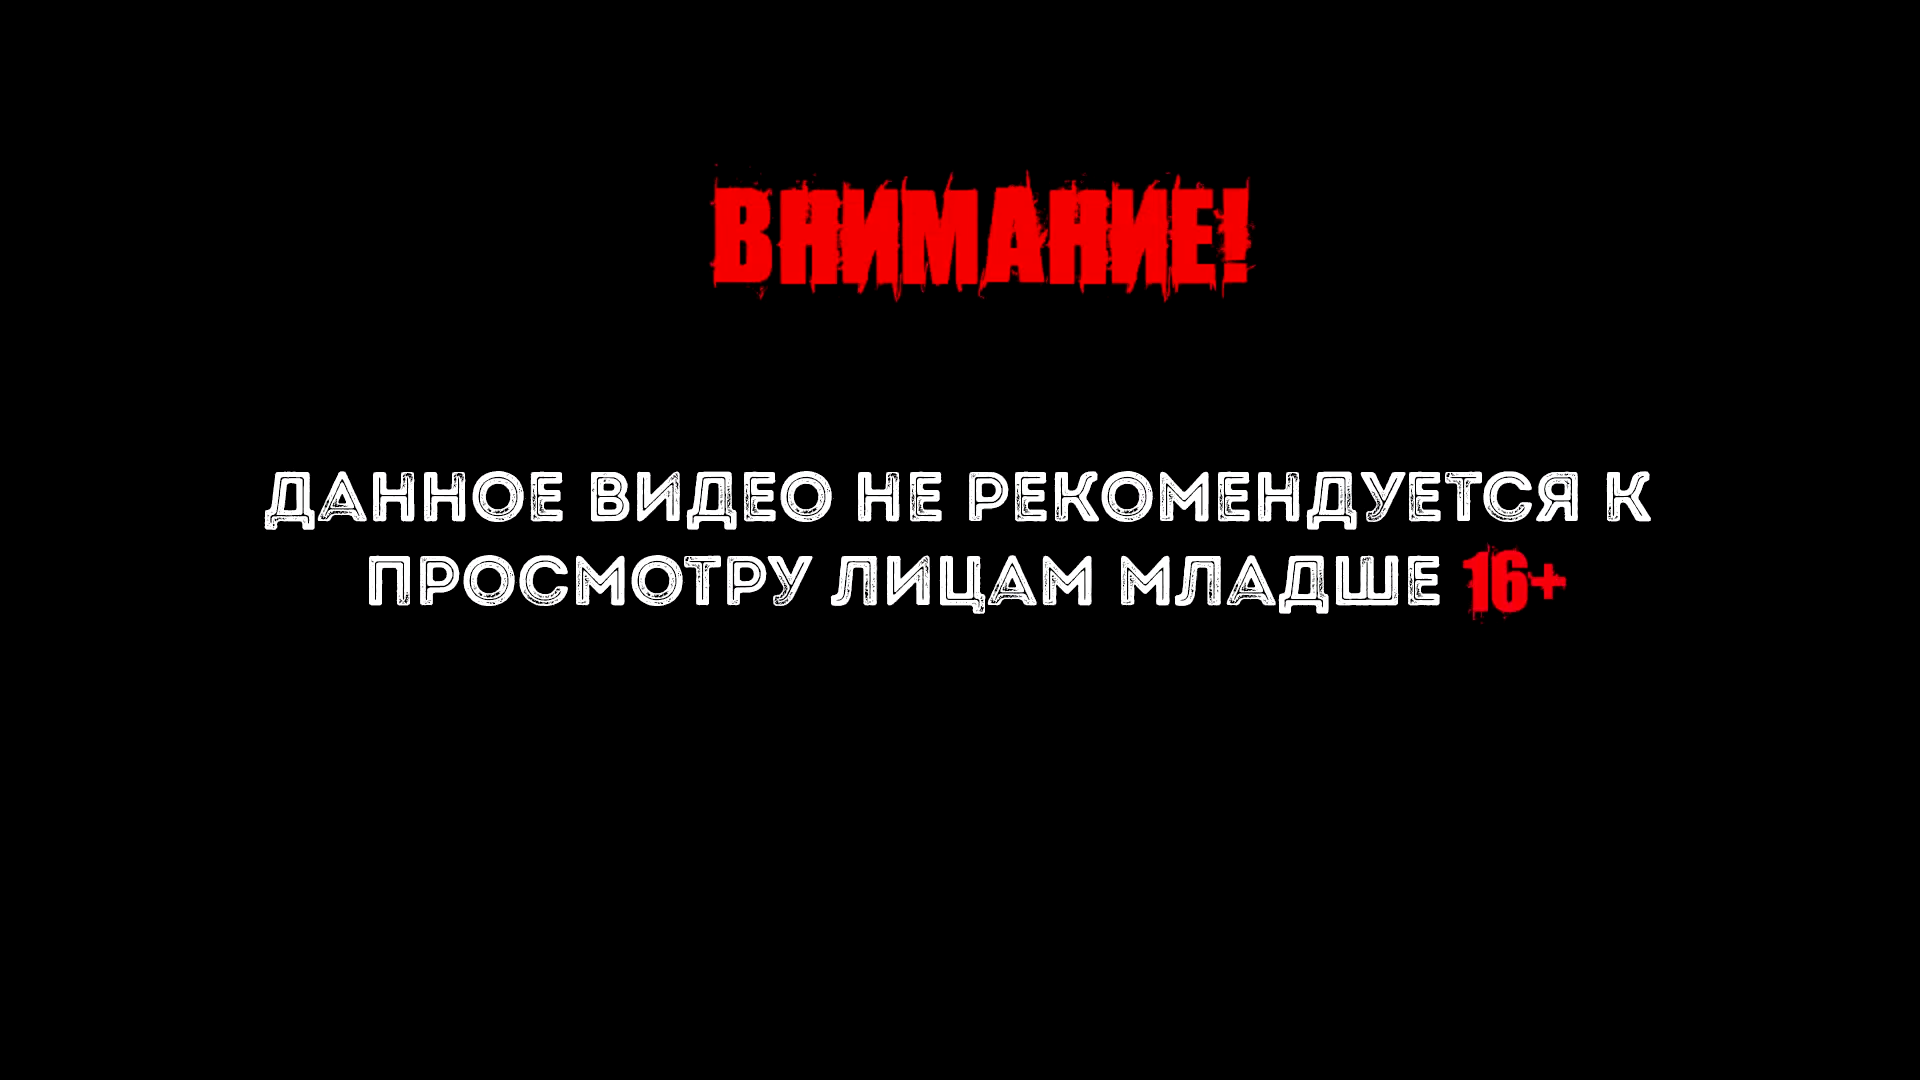 ВНИМАНИЕ!
ДАННОЕ ВИДЕО НЕ РЕКОМЕНДУЕТСЯ К
ПРОСМОТРУ ЛИЦАМ МЛАДШЕ 16+